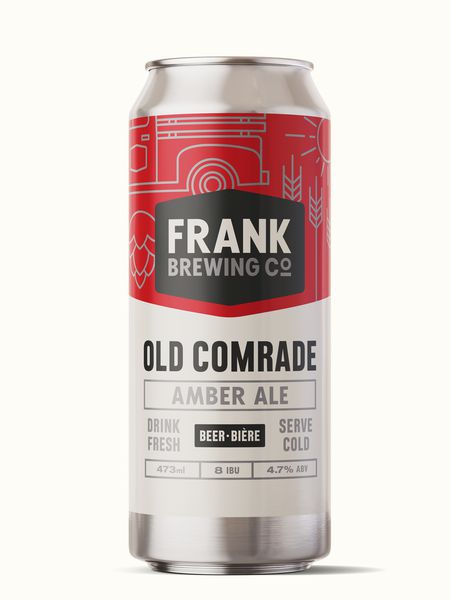 FRANK
BREWING Cº
OLD COMRADE
AMBER ALE
DRINK FRESH
BEER·BIÈRE
SERVE COLD
473ml
8 IBU
4.7% ABV